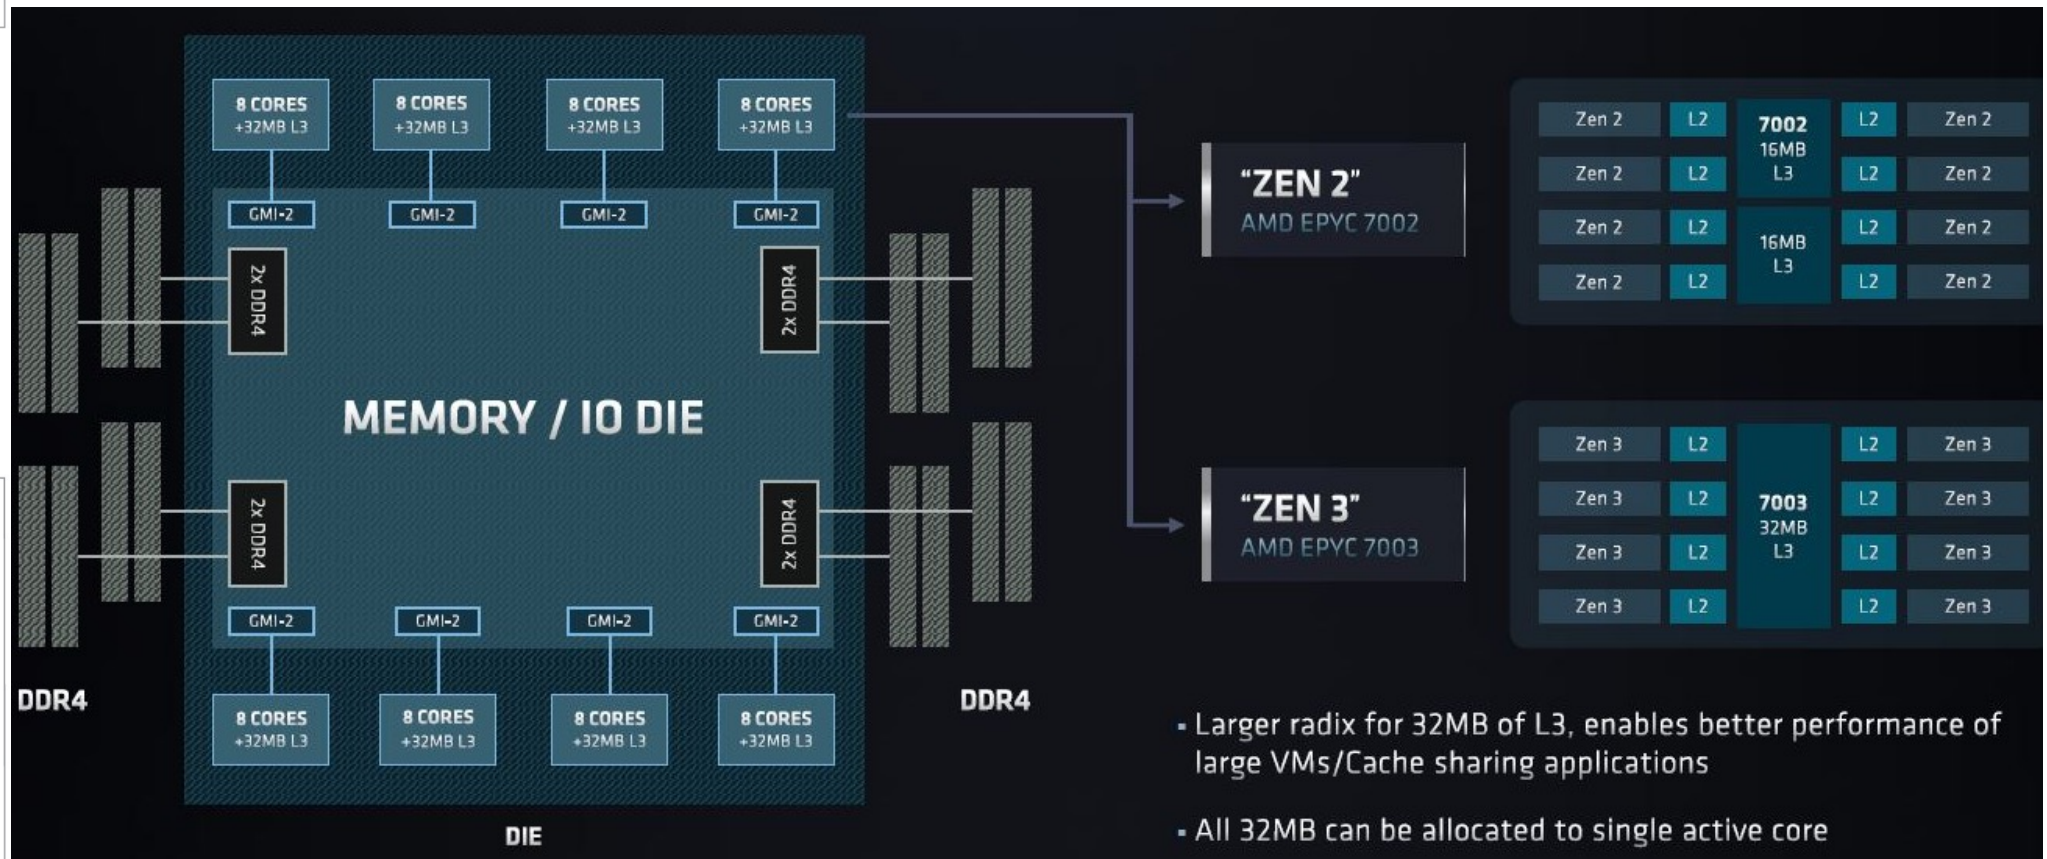 8 CORES
+32MB L3
8 CORES
+32MB L3
8 CORES
+32MB L3
8 CORES
+32MB L3
GMI-2
GMI-2
GMI-2
GMI-2
2x DDR4
2x DDR4
MEMORY / IO DIE
2x DDR4
2x DDR4
GMI-2
GMI-2
GMI-2
GMI-2
8 CORES
+32MB L3
8 CORES
+32MB L3
8 CORES
+32MB L3
8 CORES
+32MB L3
DDR4
DDR4
DIE
“ZEN 2”
AMD EPYC 7002
Zen 2 L2 7002 L2 Zen 2
16MB
Zen 2 L2 L3 L2 Zen 2
Zen 2 L2 16MB L2 Zen 2
L3
Zen 2 L2 L2 Zen 2
“ZEN 3”
AMD EPYC 7003
Zen 3 L2 L2 Zen 3
Zen 3 L2 7003 L2 Zen 3
32MB
Zen 3 L2 L3 L2 Zen 3
Zen 3 L2 L2 Zen 3
▪ Larger radix for 32MB of L3, enables better performance of
large VMs/Cache sharing applications
▪ All 32MB can be allocated to single active core